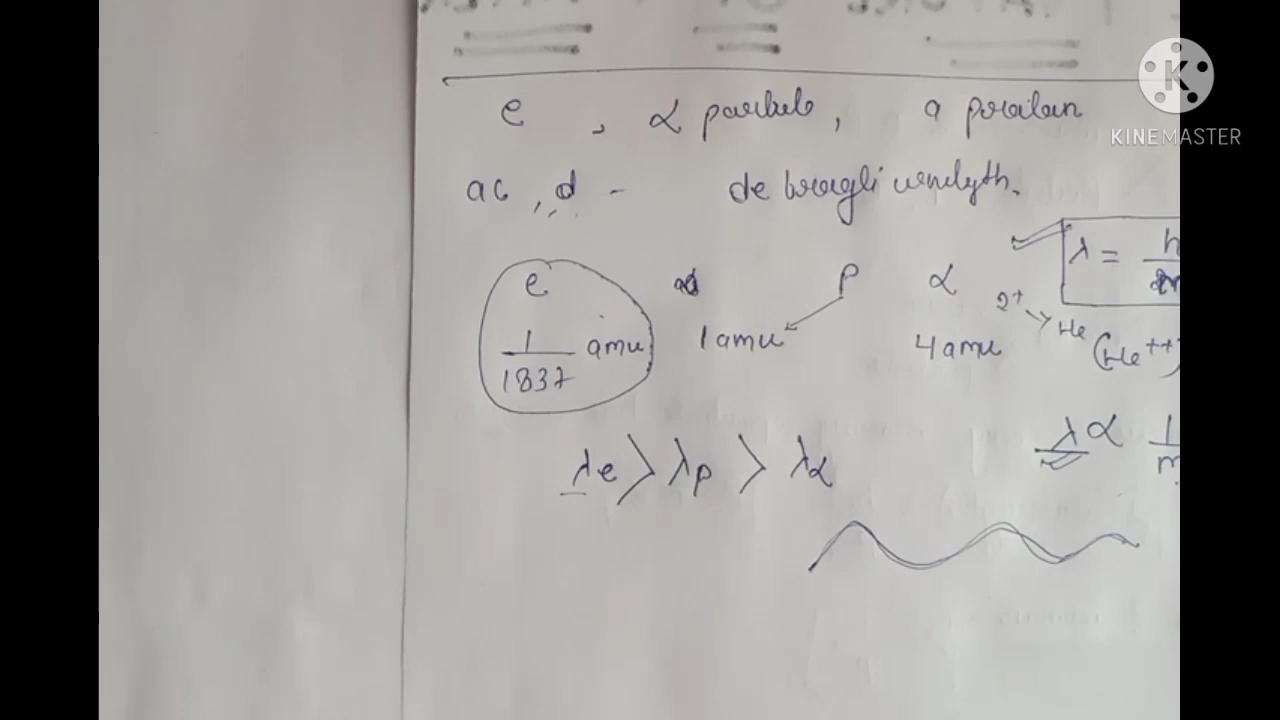 K
KINEMASTER
e , α particle, a proton
ac , d - de brogli wavelength.
e P α
λ = h
1/1837 amu 1 amu 4 amu 2+ → He (He++)
λe > λp > λα
λ α 1/m